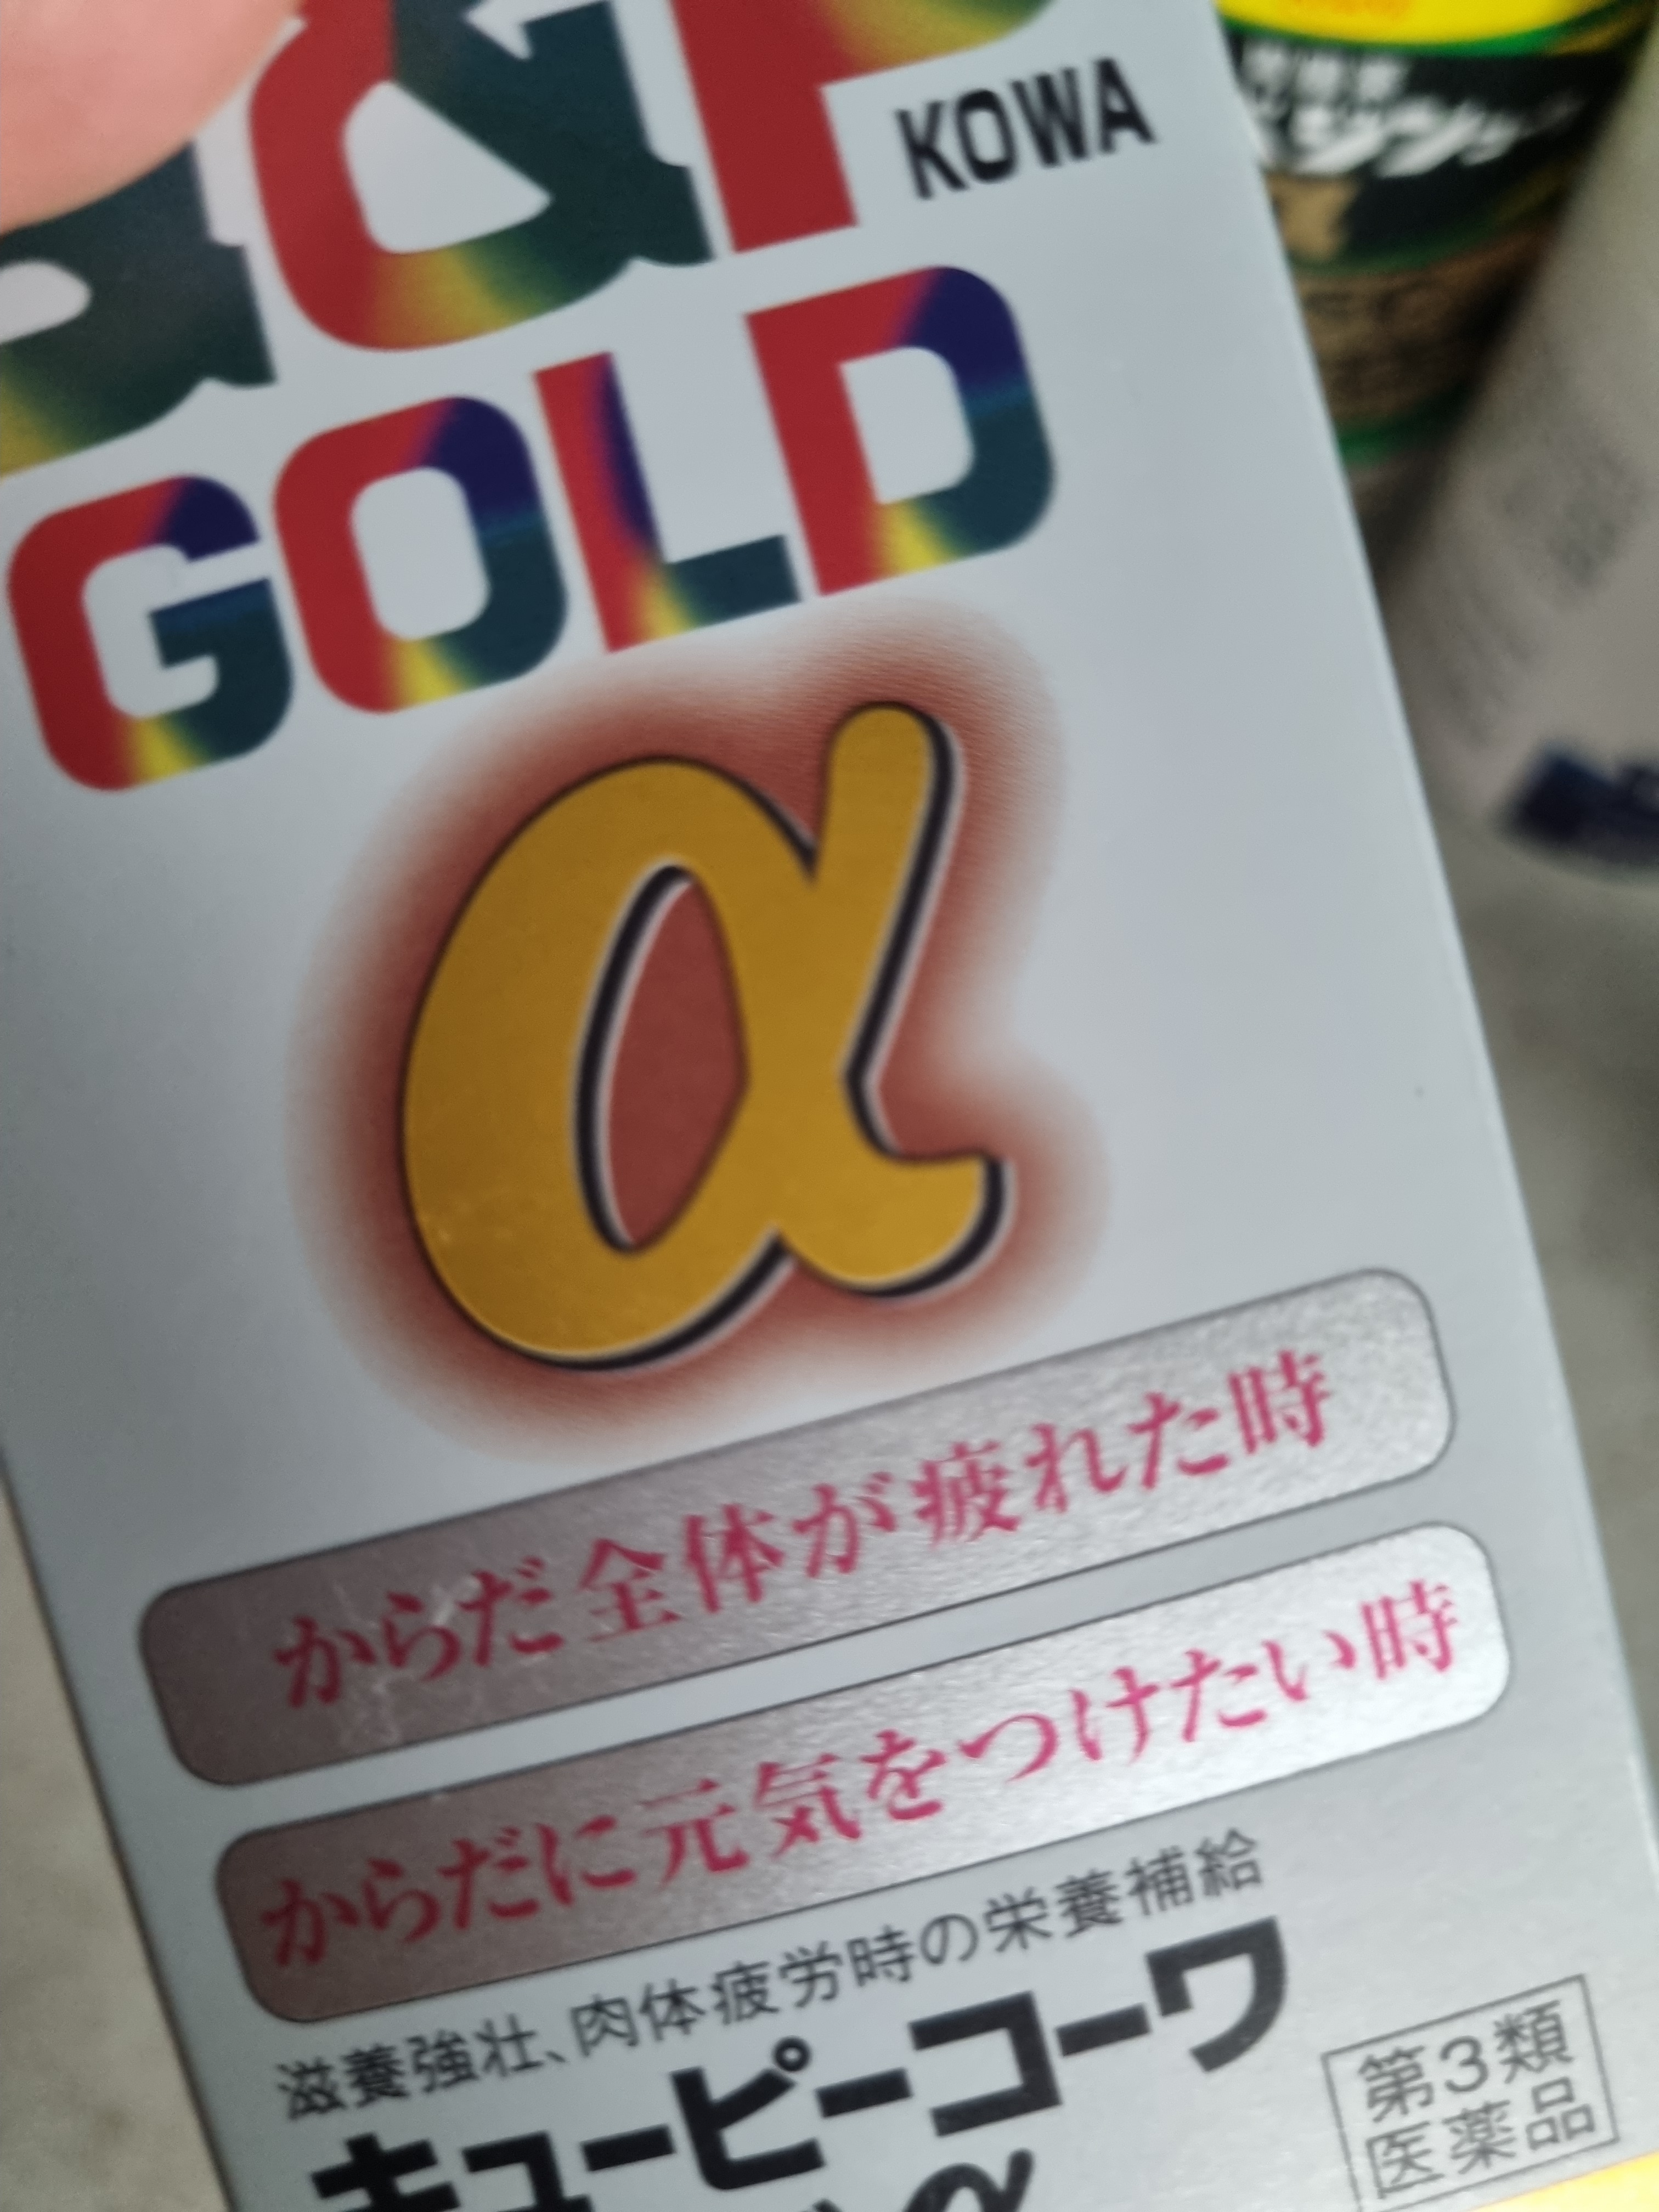 KOWA
GOLD
α
からだ全体が疲れた時
からだに元気をつけたい時
滋養強壮、肉体疲労時の栄養補給
キューピーコーワ
α
第3類
医薬品